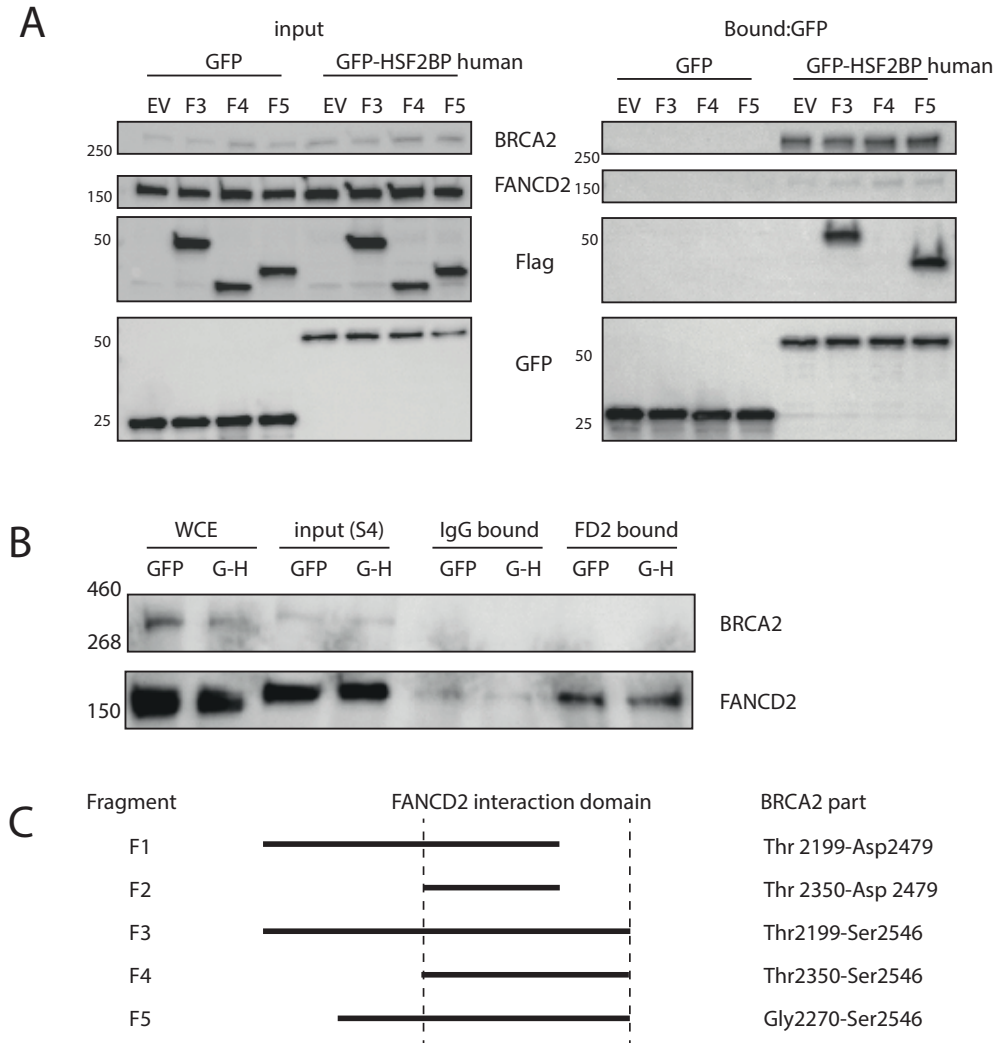 A
input
Bound:GFP
GFP
GFP-HSF2BP human
GFP
GFP-HSF2BP human
EV F3 F4 F5 EV F3 F4 F5
EV F3 F4 F5 EV F3 F4 F5
250
BRCA2
250
150
FANCD2
150
50
Flag
50
50
GFP
50
25
25
B
WCE input (S4) IgG bound FD2 bound
GFP G-H GFP G-H GFP G-H GFP G-H
460
BRCA2
268
FANCD2
150
C
Fragment FANCD2 interaction domain BRCA2 part
F1 Thr 2199-Asp2479
F2 Thr 2350-Asp 2479
F3 Thr2199-Ser2546
F4 Thr2350-Ser2546
F5 Gly2270-Ser2546